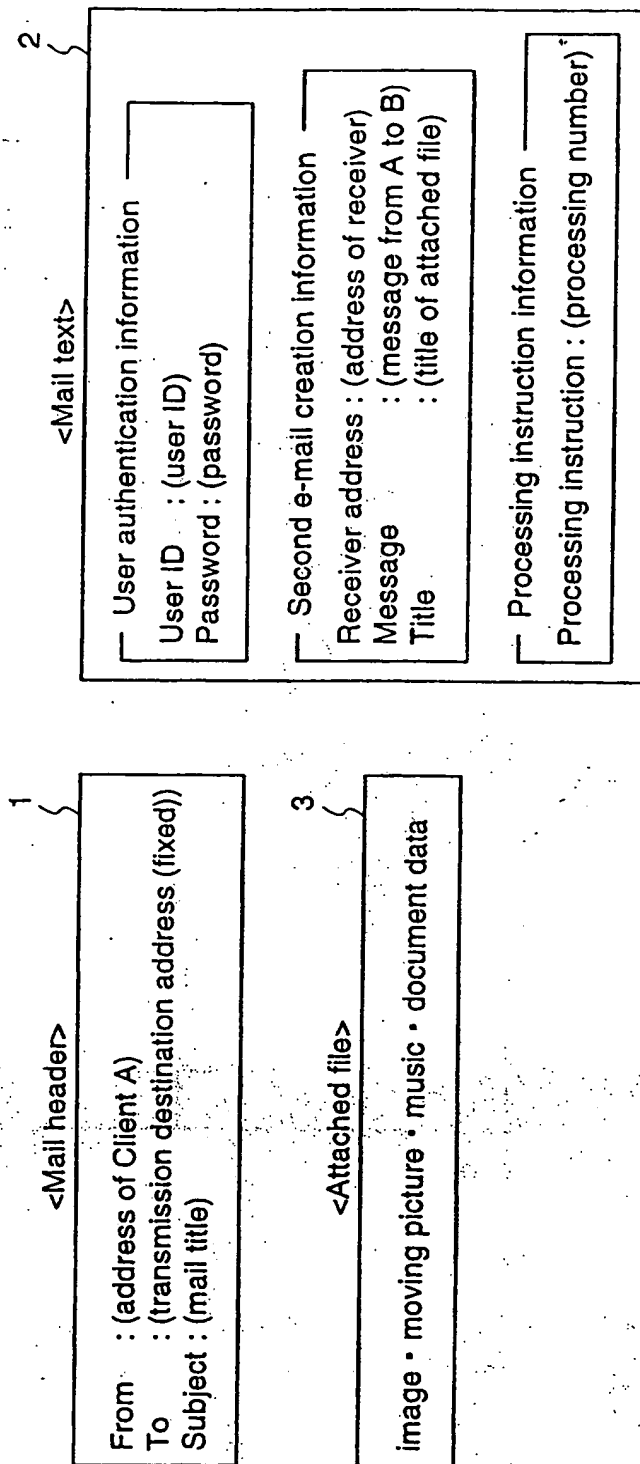 1
<Mail header>
From : (address of Client A)
To : (transmission destination address (fixed))
Subject : (mail title)
3
<Attached file>
image・moving picture・music・document data
2
<Mail text>
User authentication information
User ID : (user ID)
Password : (password)
Second e-mail creation information
Receiver address : (address of receiver)
Message : (message from A to B)
Title : (title of attached file)
Processing instruction information
Processing instruction : (processing number)